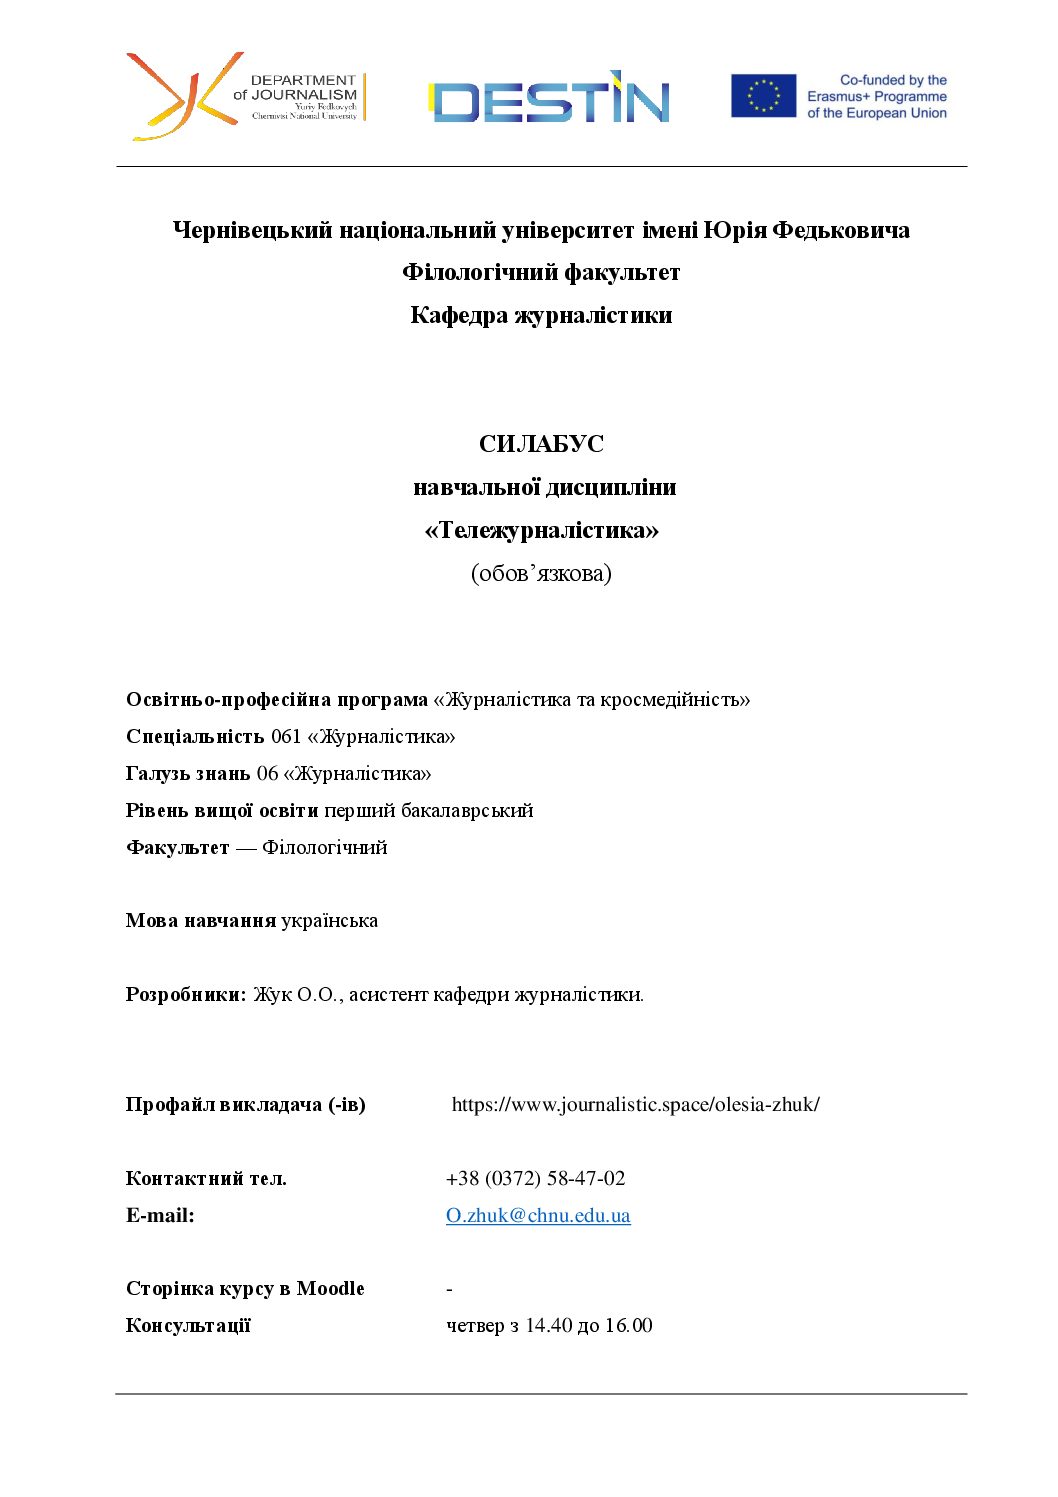 DEPARTMENT
of JOURNALISM
Yuriy Fedkovych
Chernivtsi National University
DESTIN
Co-funded by the
Erasmus+ Programme
of the European Union
Чернівецький національний університет імені Юрія Федьковича
Філологічний факультет
Кафедра журналістики
СИЛАБУС
навчальної дисципліни
«Тележурналістика»
(обов’язкова)
Освітньо-професійна програма «Журналістика та кросмедійність»
Спеціальність 061 «Журналістика»
Галузь знань 06 «Журналістика»
Рівень вищої освіти перший бакалаврський
Факультет — Філологічний
Мова навчання українська
Розробники: Жук О.О., асистент кафедри журналістики.
Профайл викладача (-ів) https://www.journalistic.space/olesia-zhuk/
Контактний тел. +38 (0372) 58-47-02
E-mail: O.zhuk@chnu.edu.ua
Сторінка курсу в Moodle -
Консультації четвер з 14.40 до 16.00